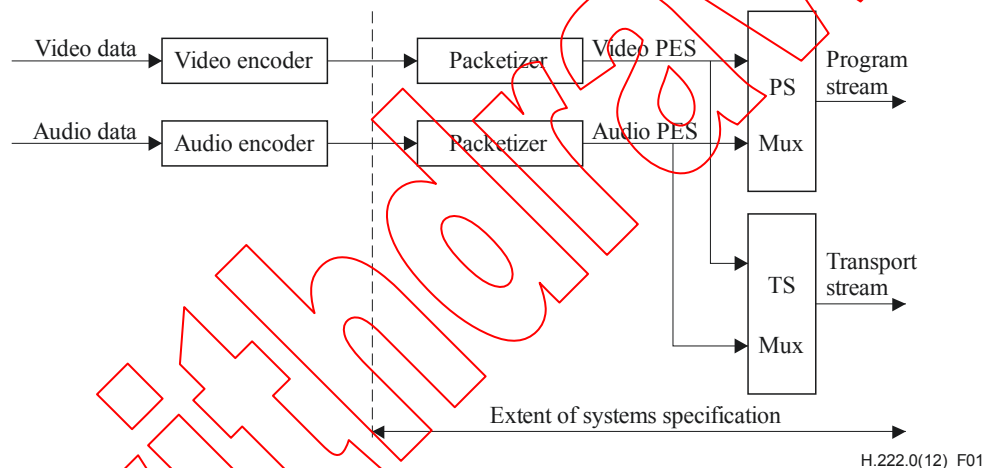 Video data
Video encoder
Packetizer
Video PES
PS
Mux
Program
stream
Audio data
Audio encoder
Packetizer
Audio PES
TS
Mux
Transport
stream
Extent of systems specification
H.222.0(12)_F01